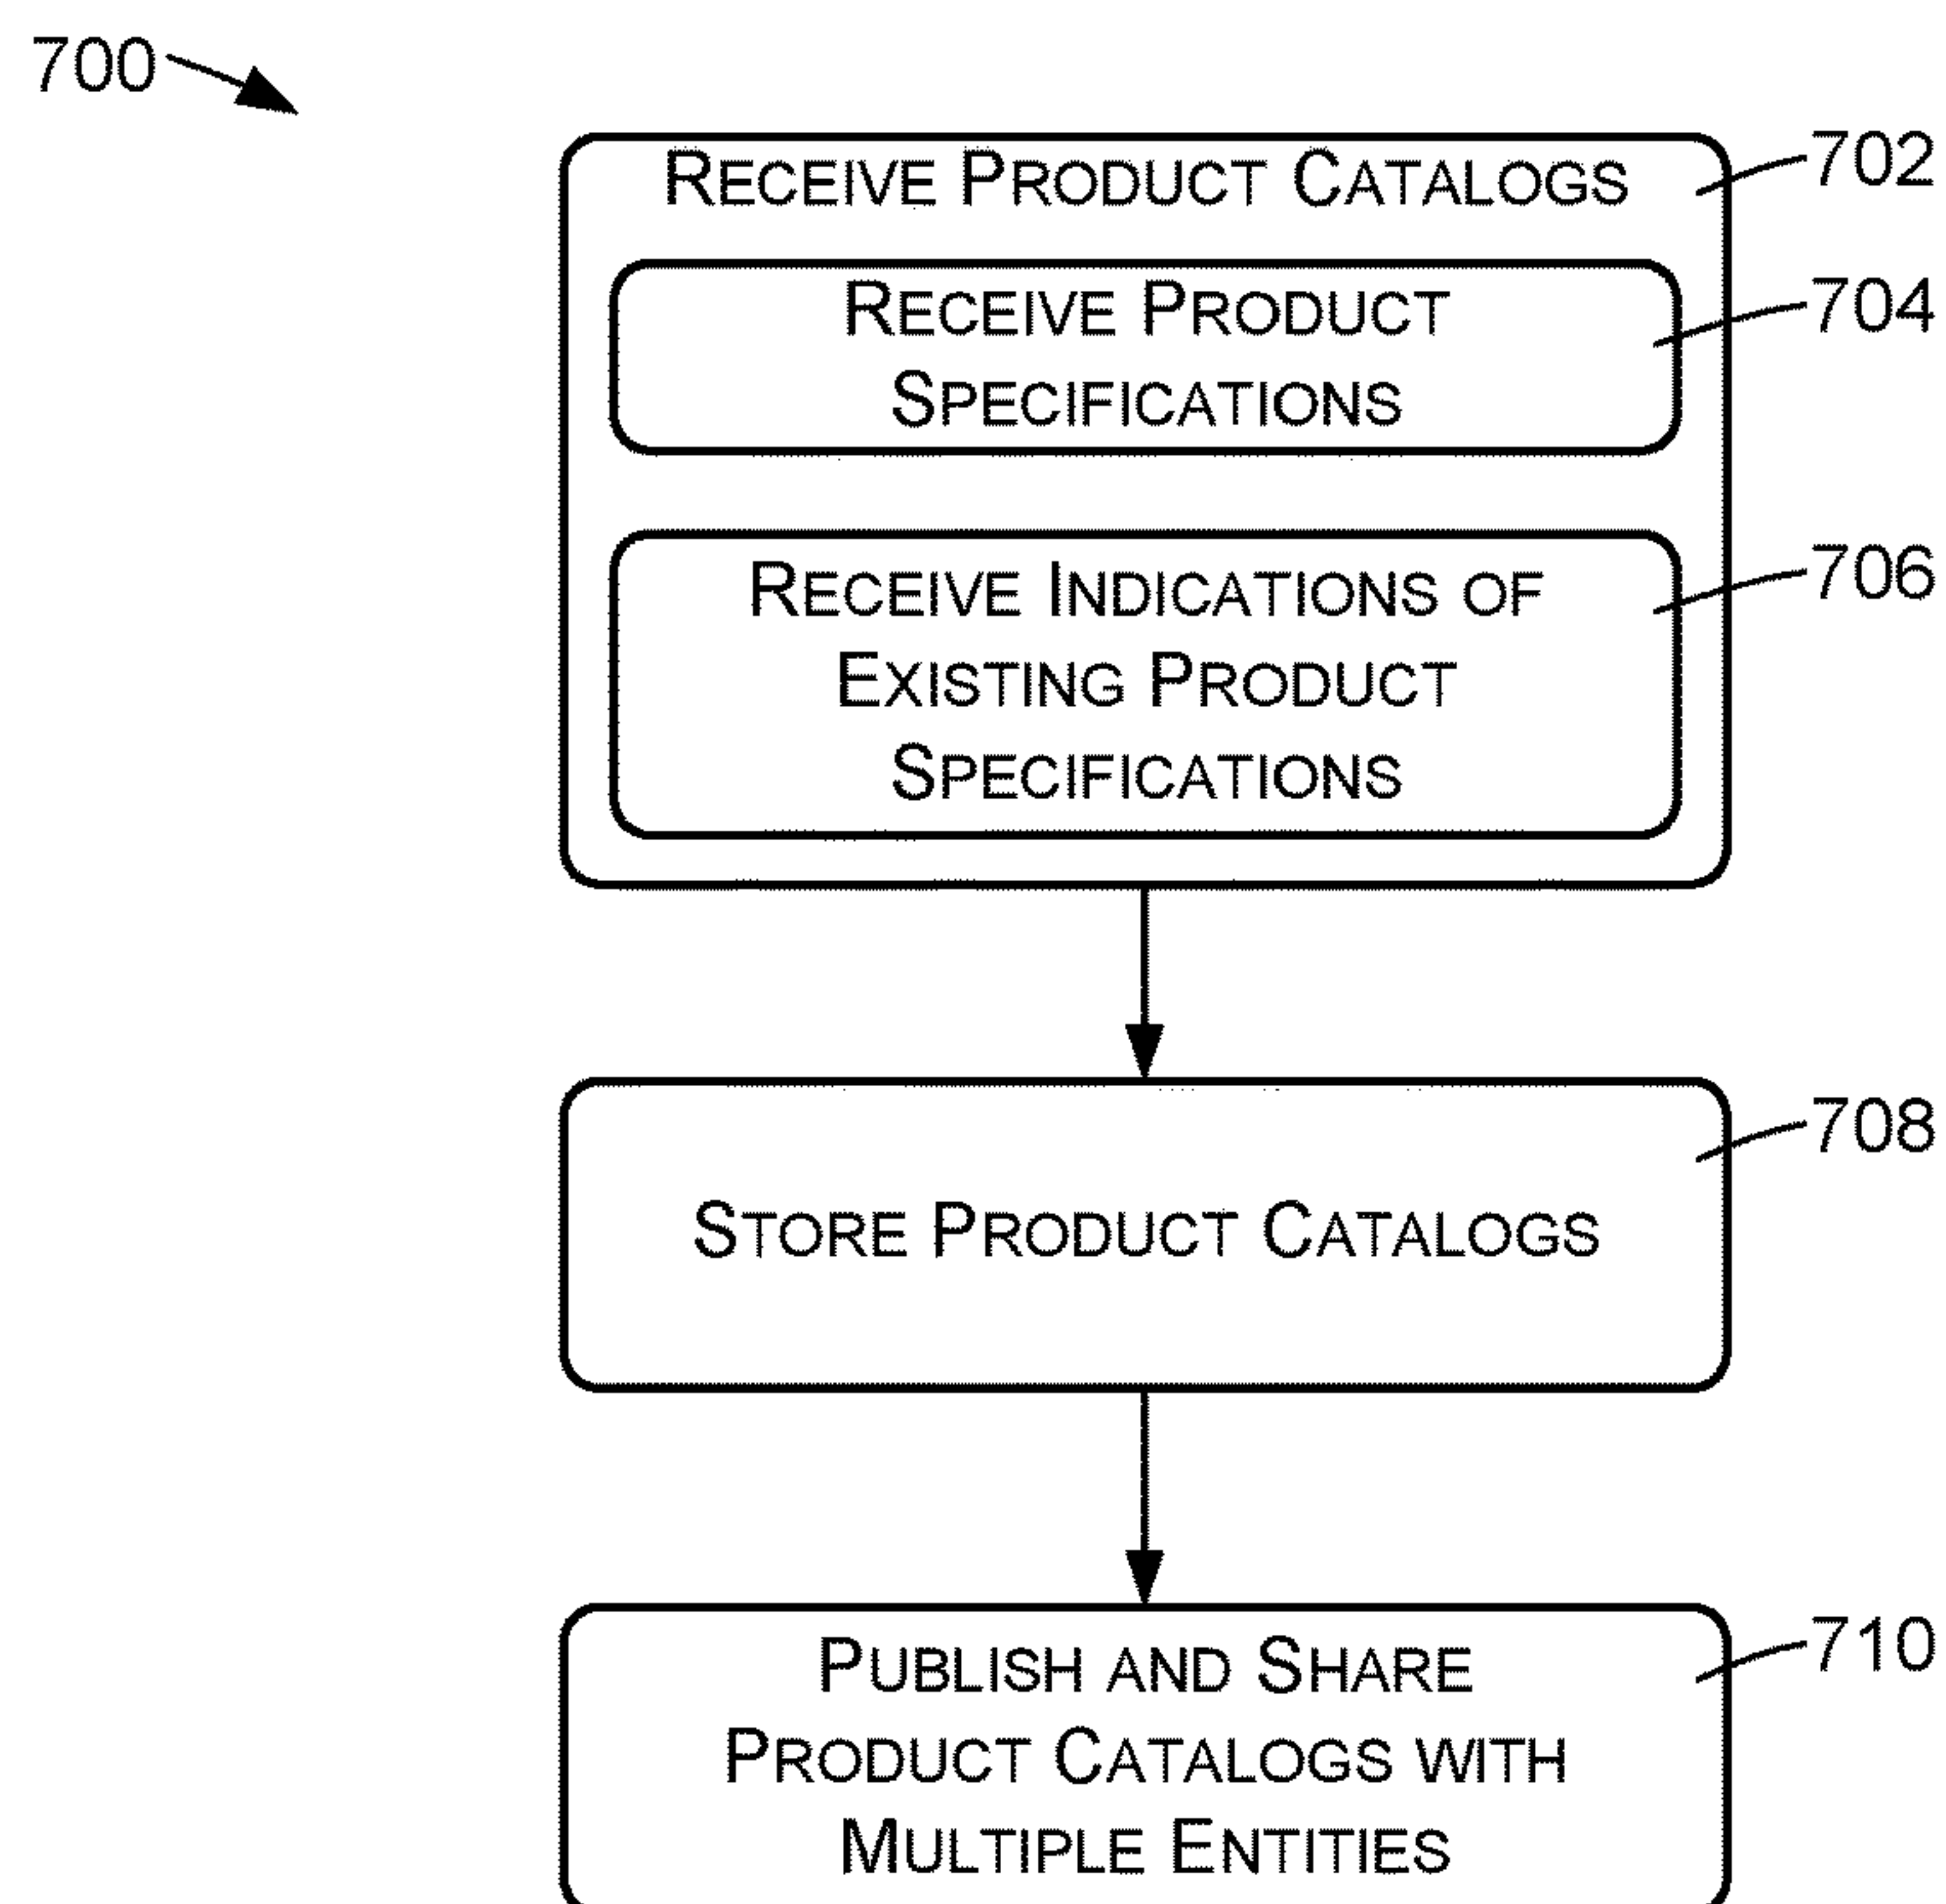 700
RECEIVE PRODUCT CATALOGS
702
RECEIVE PRODUCT
SPECIFICATIONS
704
RECEIVE INDICATIONS OF
EXISTING PRODUCT
SPECIFICATIONS
706
STORE PRODUCT CATALOGS
708
PUBLISH AND SHARE
PRODUCT CATALOGS WITH
MULTIPLE ENTITIES
710